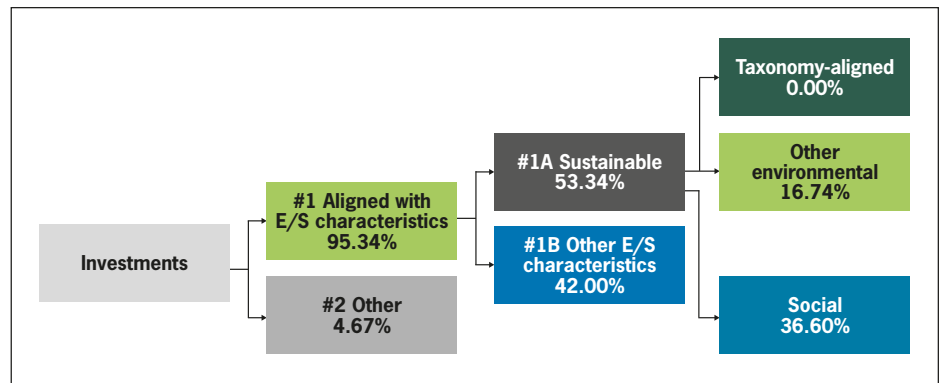 Investments
#1 Aligned with
E/S characteristics
95.34%
#2 Other
4.67%
#1A Sustainable
53.34%
#1B Other E/S
characteristics
42.00%
Taxonomy-aligned
0.00%
Other
environmental
16.74%
Social
36.60%